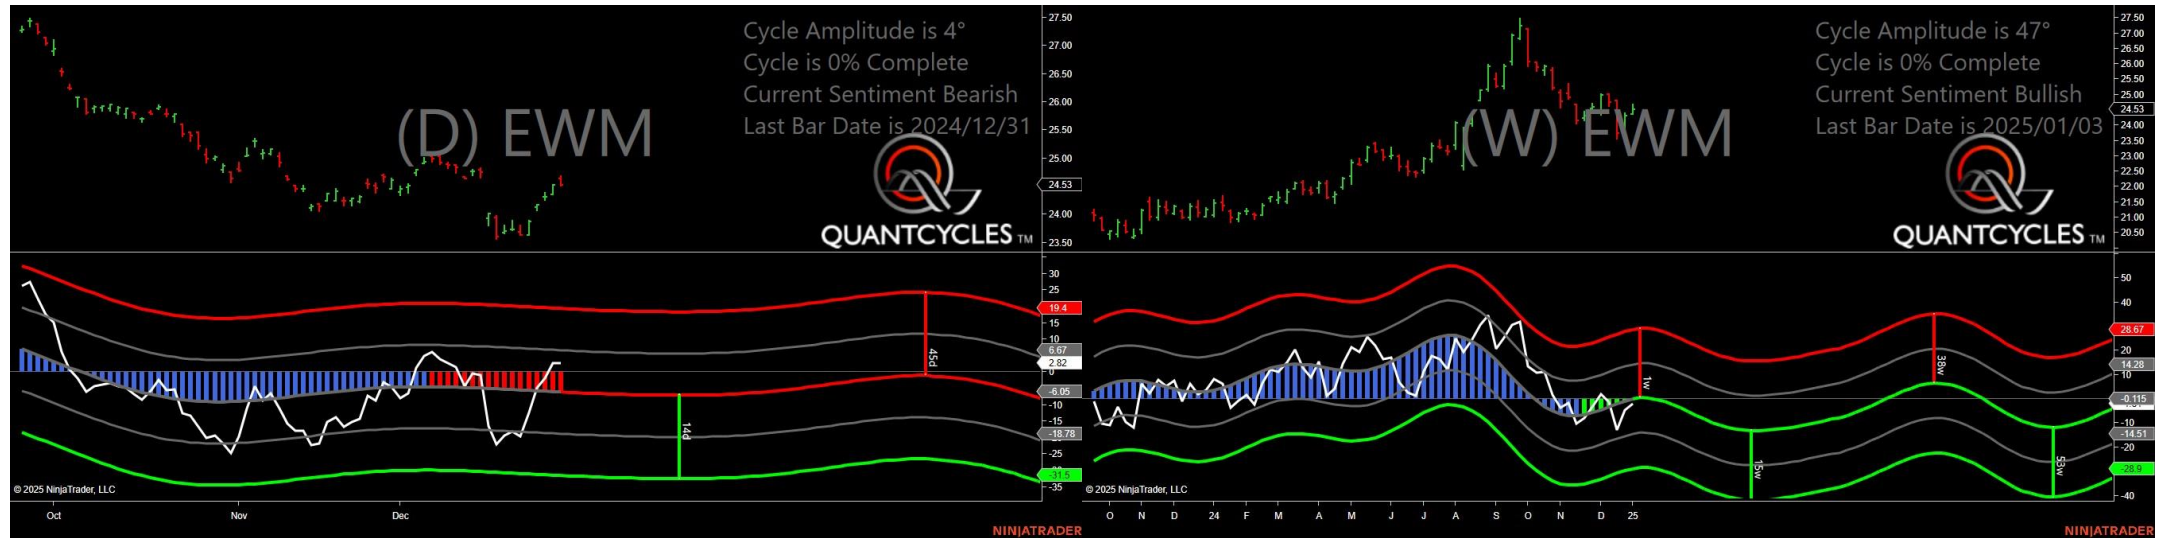 Cycle Amplitude is 4°
Cycle is 0% Complete
Current Sentiment Bearish
Last Bar Date is 2024/12/31
(D) EWM
QUANTCYCLES TM
27.50
27.00
26.50
26.00
25.50
25.00
24.53
24.00
23.50
30
25
19.4
15
10
6.67
2.82
0
-6.05
-10
-15
-18.78
-25
-31.5
-35
45d
14d
© 2025 NinjaTrader, LLC
Oct Nov Dec
NINJATRADER
Cycle Amplitude is 47°
Cycle is 0% Complete
Current Sentiment Bullish
Last Bar Date is 2025/01/03
(W) EWM
QUANTCYCLES TM
27.50
27.00
26.50
26.00
25.50
25.00
24.53
24.00
23.50
23.00
22.50
22.00
21.50
21.00
20.50
50
40
28.67
20
14.28
10
-0.115
-10
-14.51
-20
-28.9
-40
1w
38w
15w
53w
© 2025 NinjaTrader, LLC
O N D 24 F M A M J J A S O N D 25
NINJATRADER